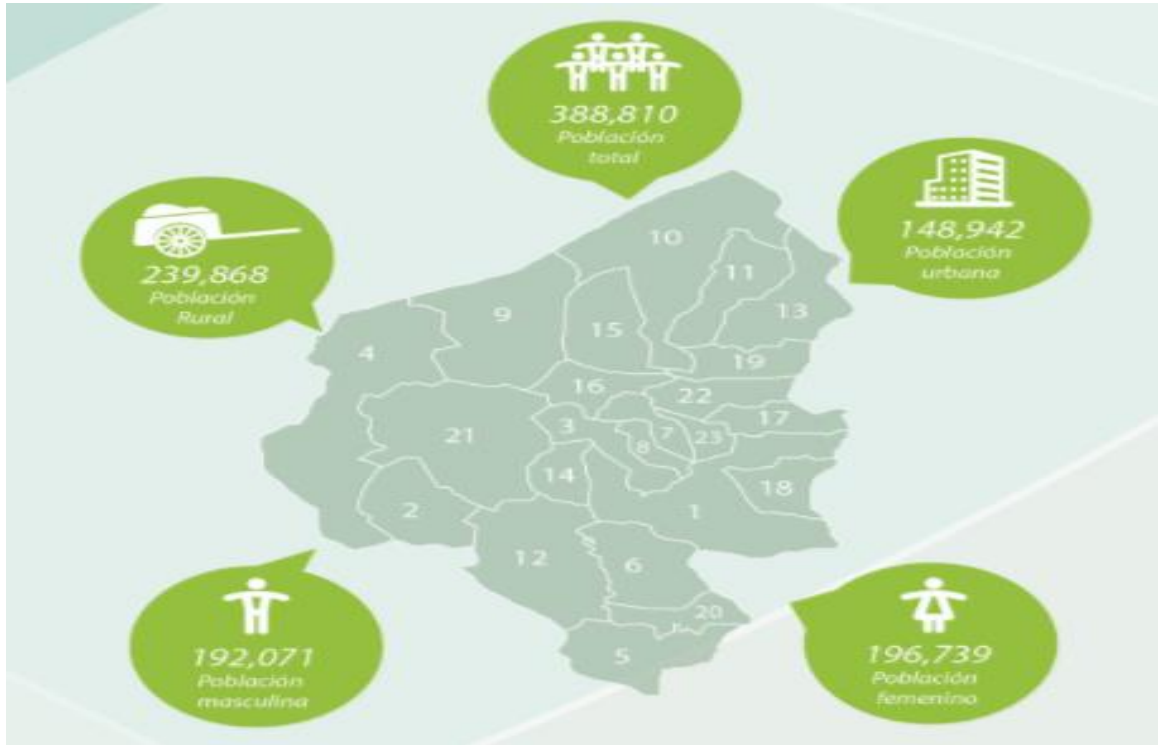 388,810
Población
total
148,942
Población
urbana
239,868
Población
Rural
10
11
13
9
15
4
19
16
22
3
17
21
7
23
8
14
18
2
1
12
6
20
5
192,071
Población
masculina
196,739
Población
femenino